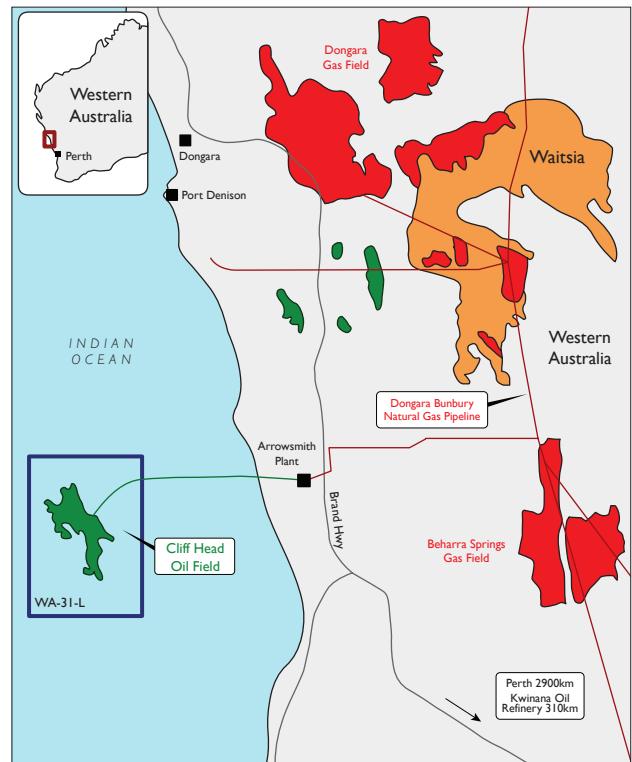 Western
Australia
Perth
Dongara
Gas Field
Dongara
Port Denison
Waitsia
INDIAN
OCEAN
Western
Australia
Dongara Bunbury
Natural Gas Pipeline
Arrowsmith
Plant
Brand Hwy
Cliff Head
Oil Field
WA-31-L
Beharra Springs
Gas Field
Perth 2900km
Kwinana Oil
Refinery 310km